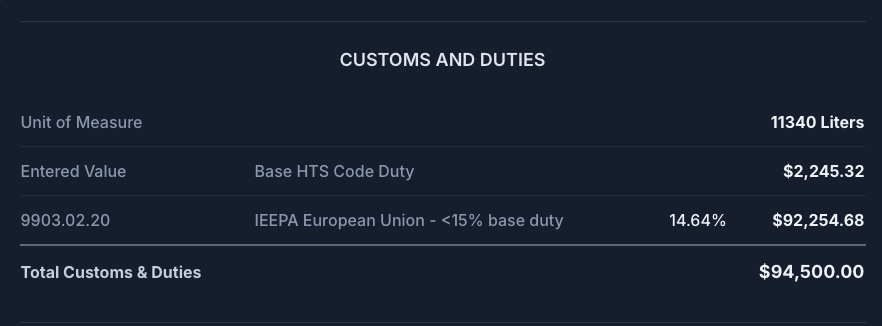 CUSTOMS AND DUTIES
Unit of Measure 11340 Liters
Entered Value Base HTS Code Duty $2,245.32
9903.02.20 IEEPA European Union - <15% base duty 14.64% $92,254.68
Total Customs & Duties $94,500.00